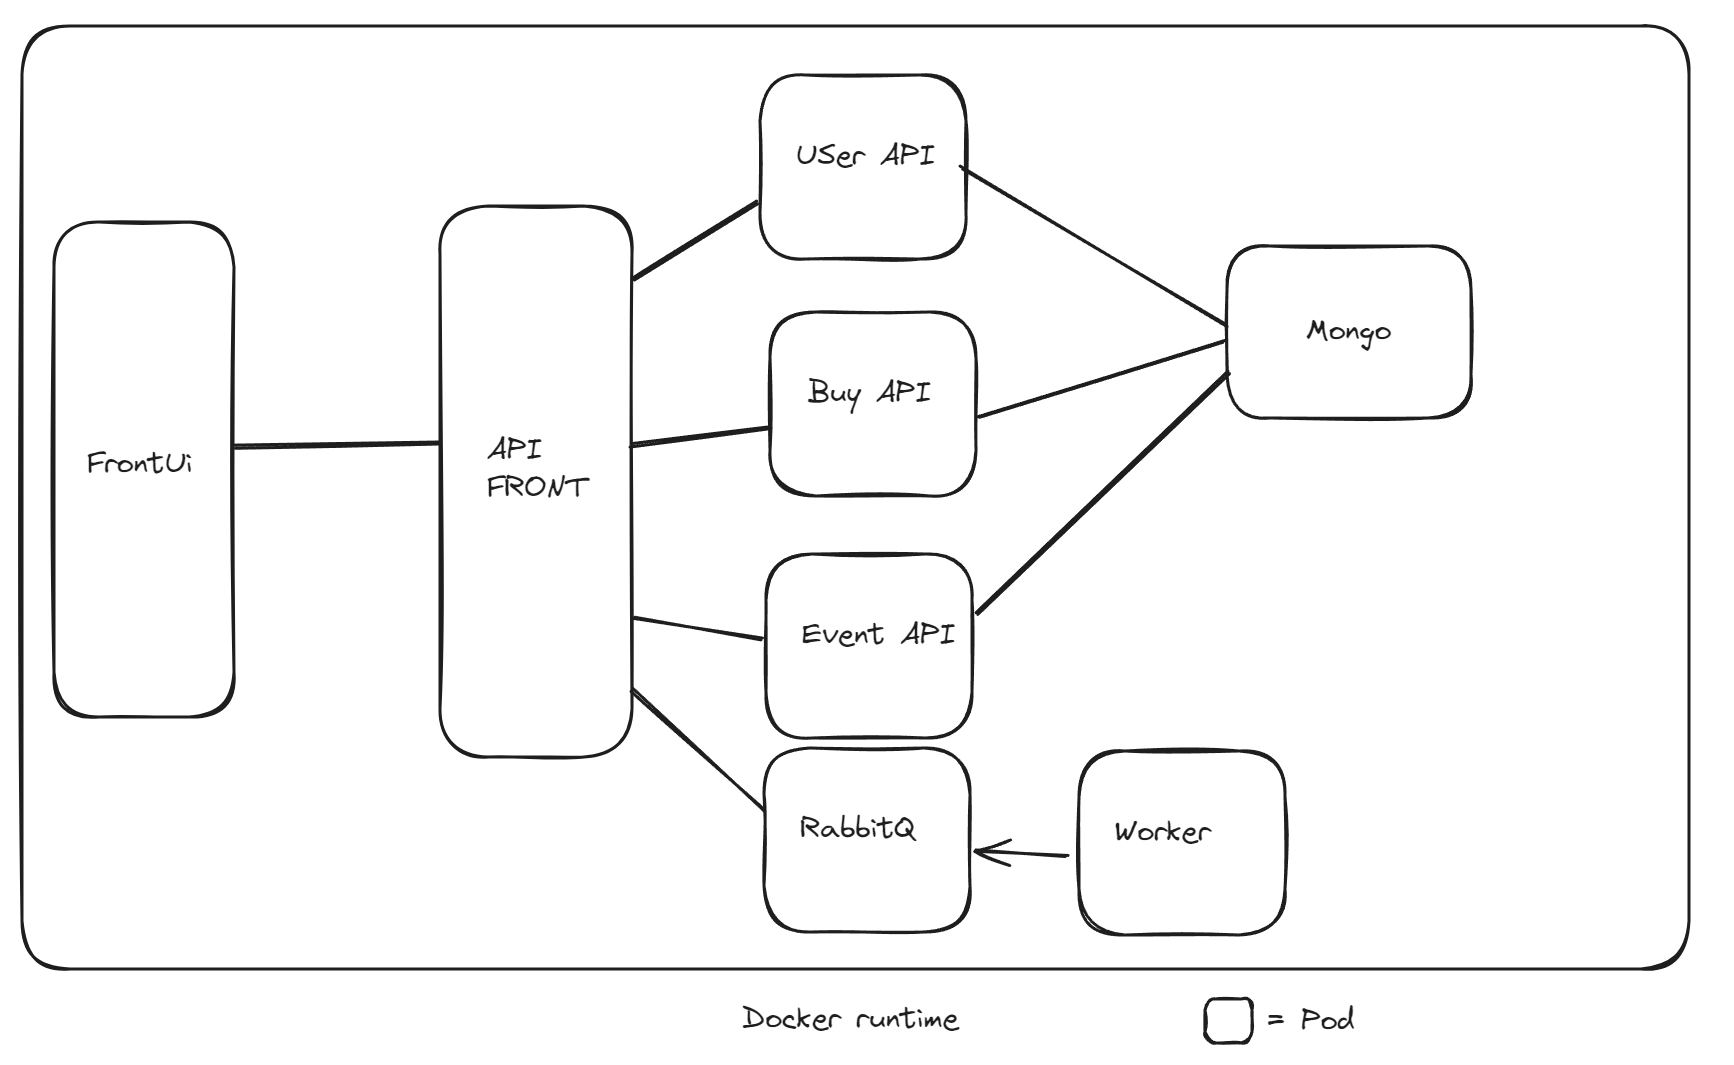 USer API
Buy API
Mongo
FrontUi
API
FRONT
Event API
RabbitQ
Worker
Docker runtime
= Pod